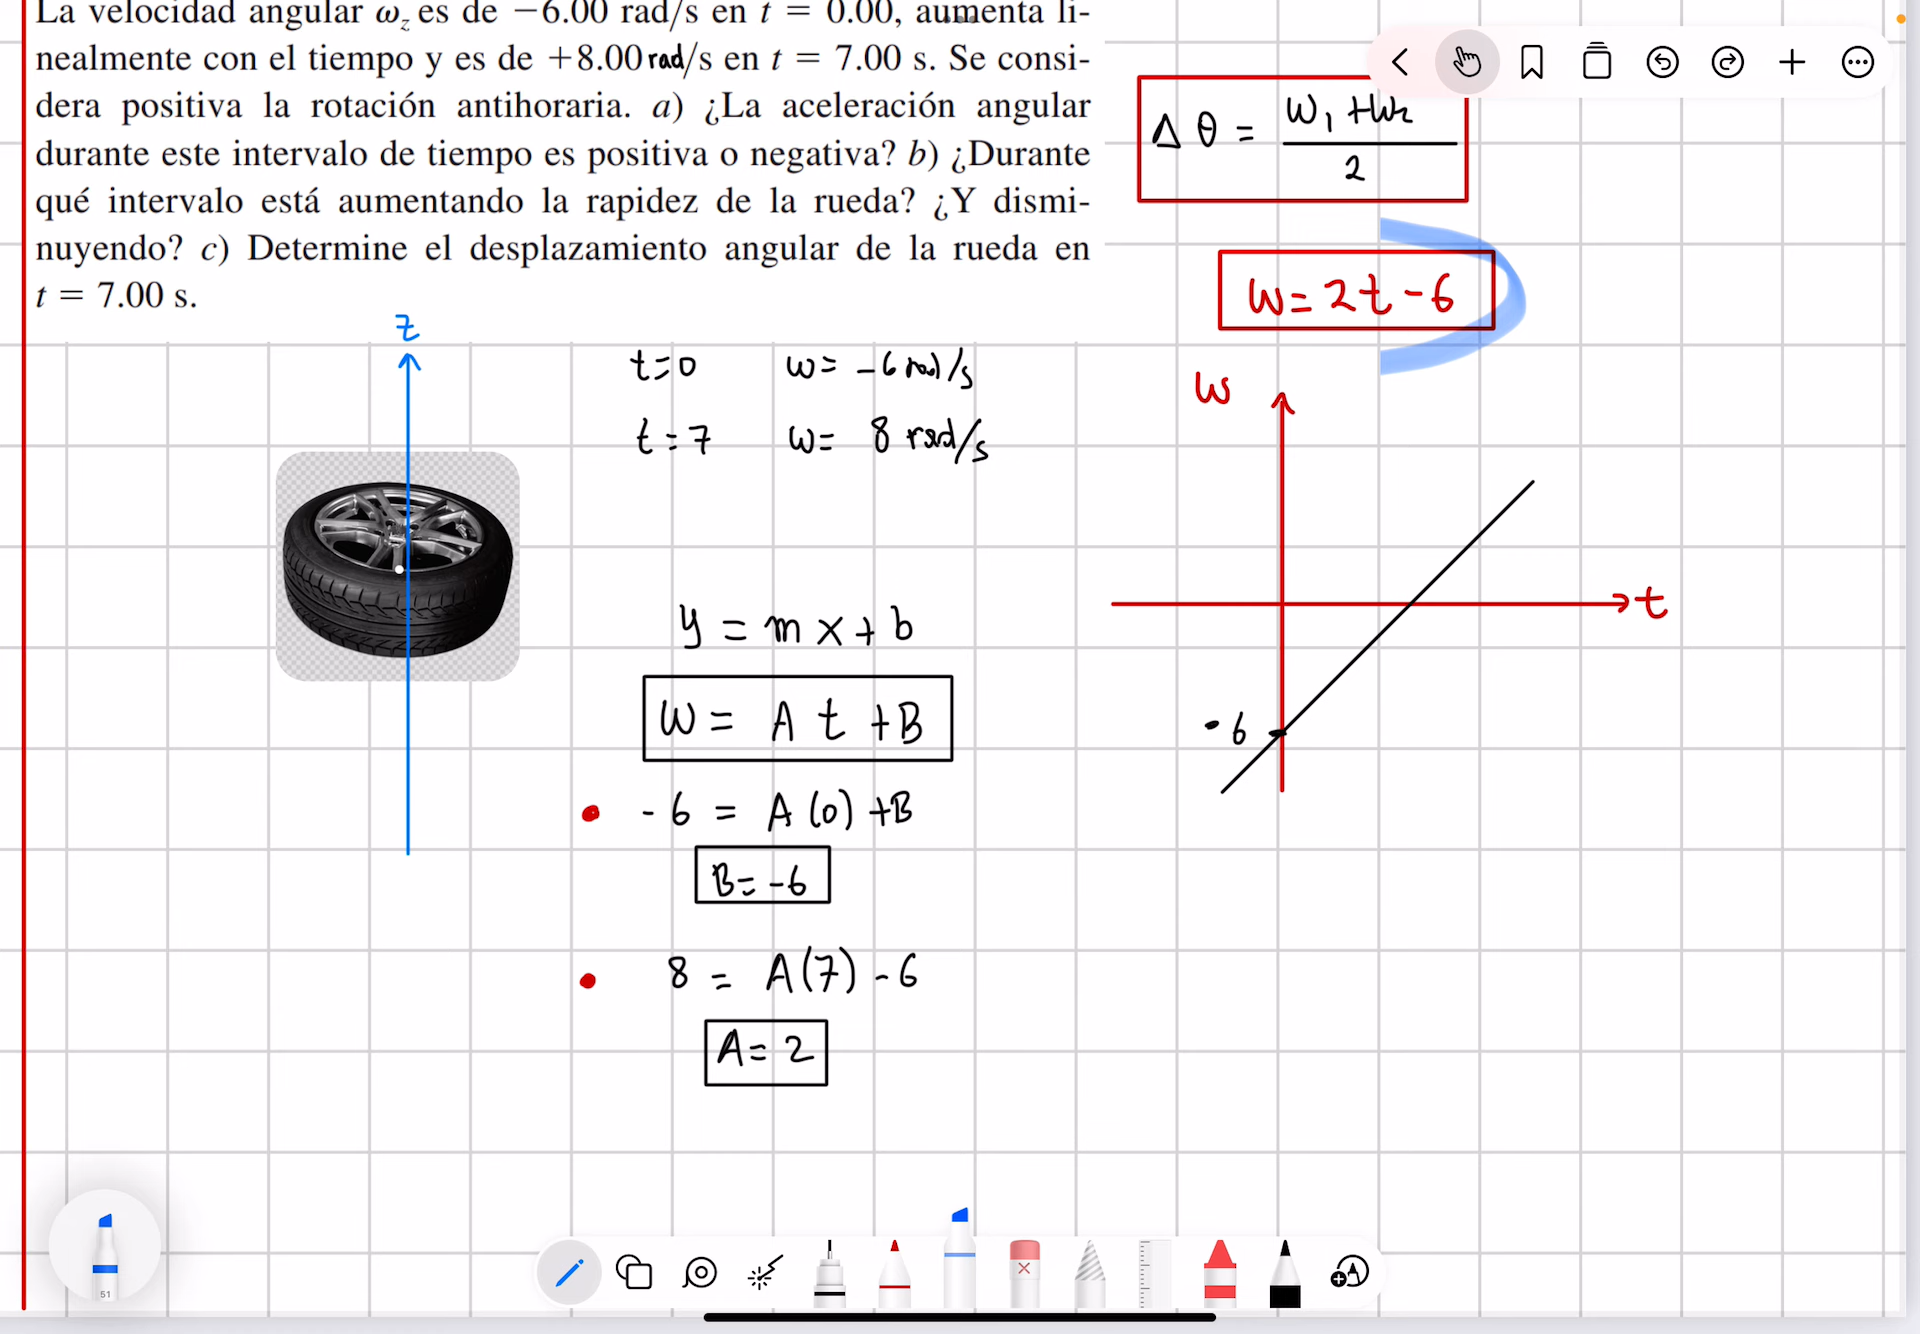 La velocidad angular ωz es de −6.00 rad/s en t = 0.00, aumenta li-
nealmente con el tiempo y es de +8.00 rad/s en t = 7.00 s. Se consi-
dera positiva la rotación antihoraria. a) ¿La aceleración angular
durante este intervalo de tiempo es positiva o negativa? b) ¿Durante
qué intervalo está aumentando la rapidez de la rueda? ¿Y dismi-
nuyendo? c) Determine el desplazamiento angular de la rueda en
t = 7.00 s.
Δθ = (W1 + W2)/2
W = 2t - 6
z
t=0 w= -6 rad/s
t=7 w= 8 rad/s
y = mx + b
W = A t + B
-6 = A(0) + B
B = -6
8 = A(7) - 6
A = 2
W
t
-6
51